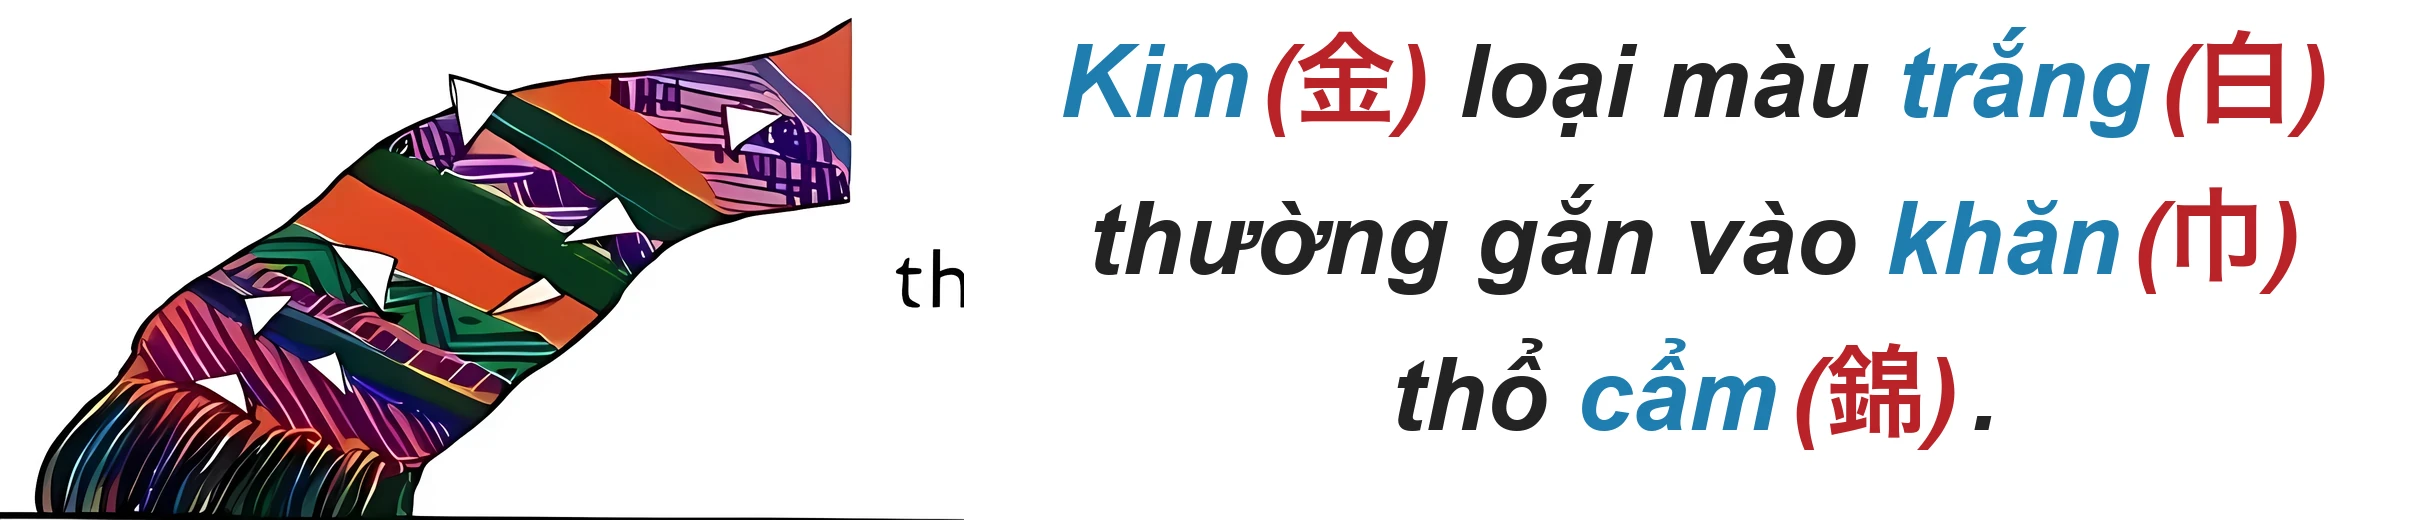 Kim (金) loại màu trắng (白)
thường gắn vào khăn (巾)
thổ cẩm (錦) .
th